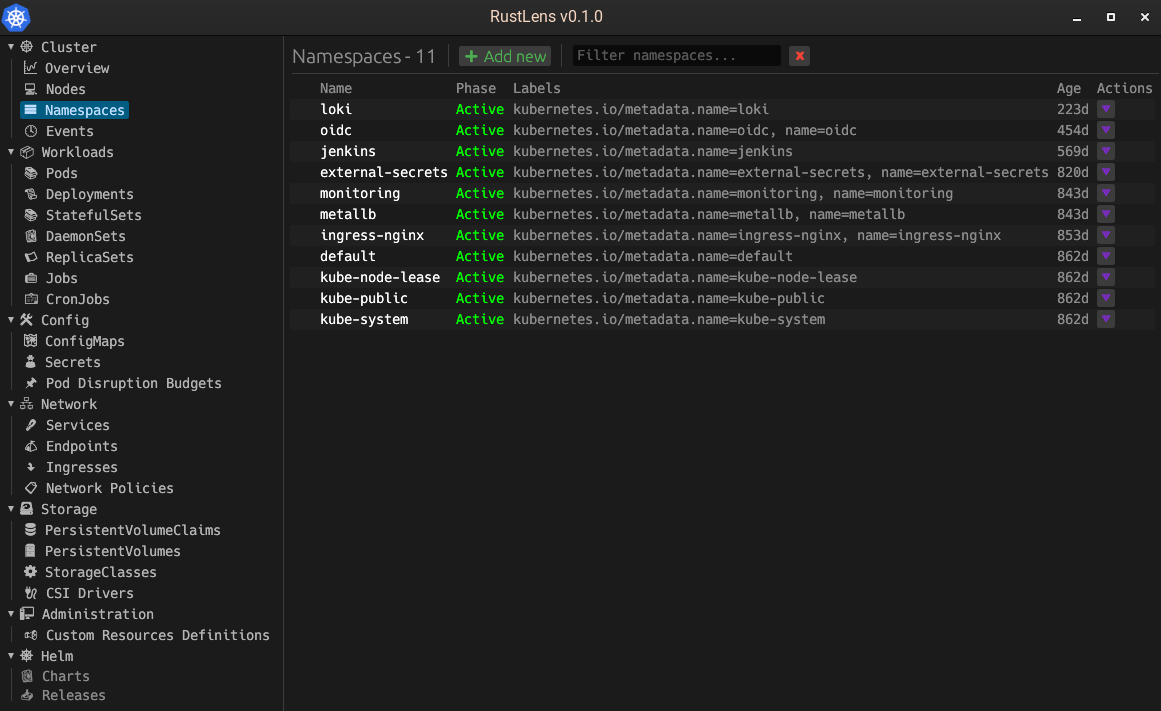 RustLens v0.1.0
Cluster
Overview
Nodes
Namespaces
Events
Workloads
Pods
Deployments
StatefulSets
DaemonSets
ReplicaSets
Jobs
CronJobs
Config
ConfigMaps
Secrets
Pod Disruption Budgets
Network
Services
Endpoints
Ingresses
Network Policies
Storage
PersistentVolumeClaims
PersistentVolumes
StorageClasses
CSI Drivers
Administration
Custom Resources Definitions
Helm
Charts
Releases
Namespaces - 11 + Add new Filter namespaces...
Name Phase Labels Age Actions
loki Active kubernetes.io/metadata.name=loki 223d
oidc Active kubernetes.io/metadata.name=oidc, name=oidc 454d
jenkins Active kubernetes.io/metadata.name=jenkins 569d
external-secrets Active kubernetes.io/metadata.name=external-secrets, name=external-secrets 820d
monitoring Active kubernetes.io/metadata.name=monitoring, name=monitoring 843d
metallb Active kubernetes.io/metadata.name=metallb, name=metallb 843d
ingress-nginx Active kubernetes.io/metadata.name=ingress-nginx, name=ingress-nginx 853d
default Active kubernetes.io/metadata.name=default 862d
kube-node-lease Active kubernetes.io/metadata.name=kube-node-lease 862d
kube-public Active kubernetes.io/metadata.name=kube-public 862d
kube-system Active kubernetes.io/metadata.name=kube-system 862d